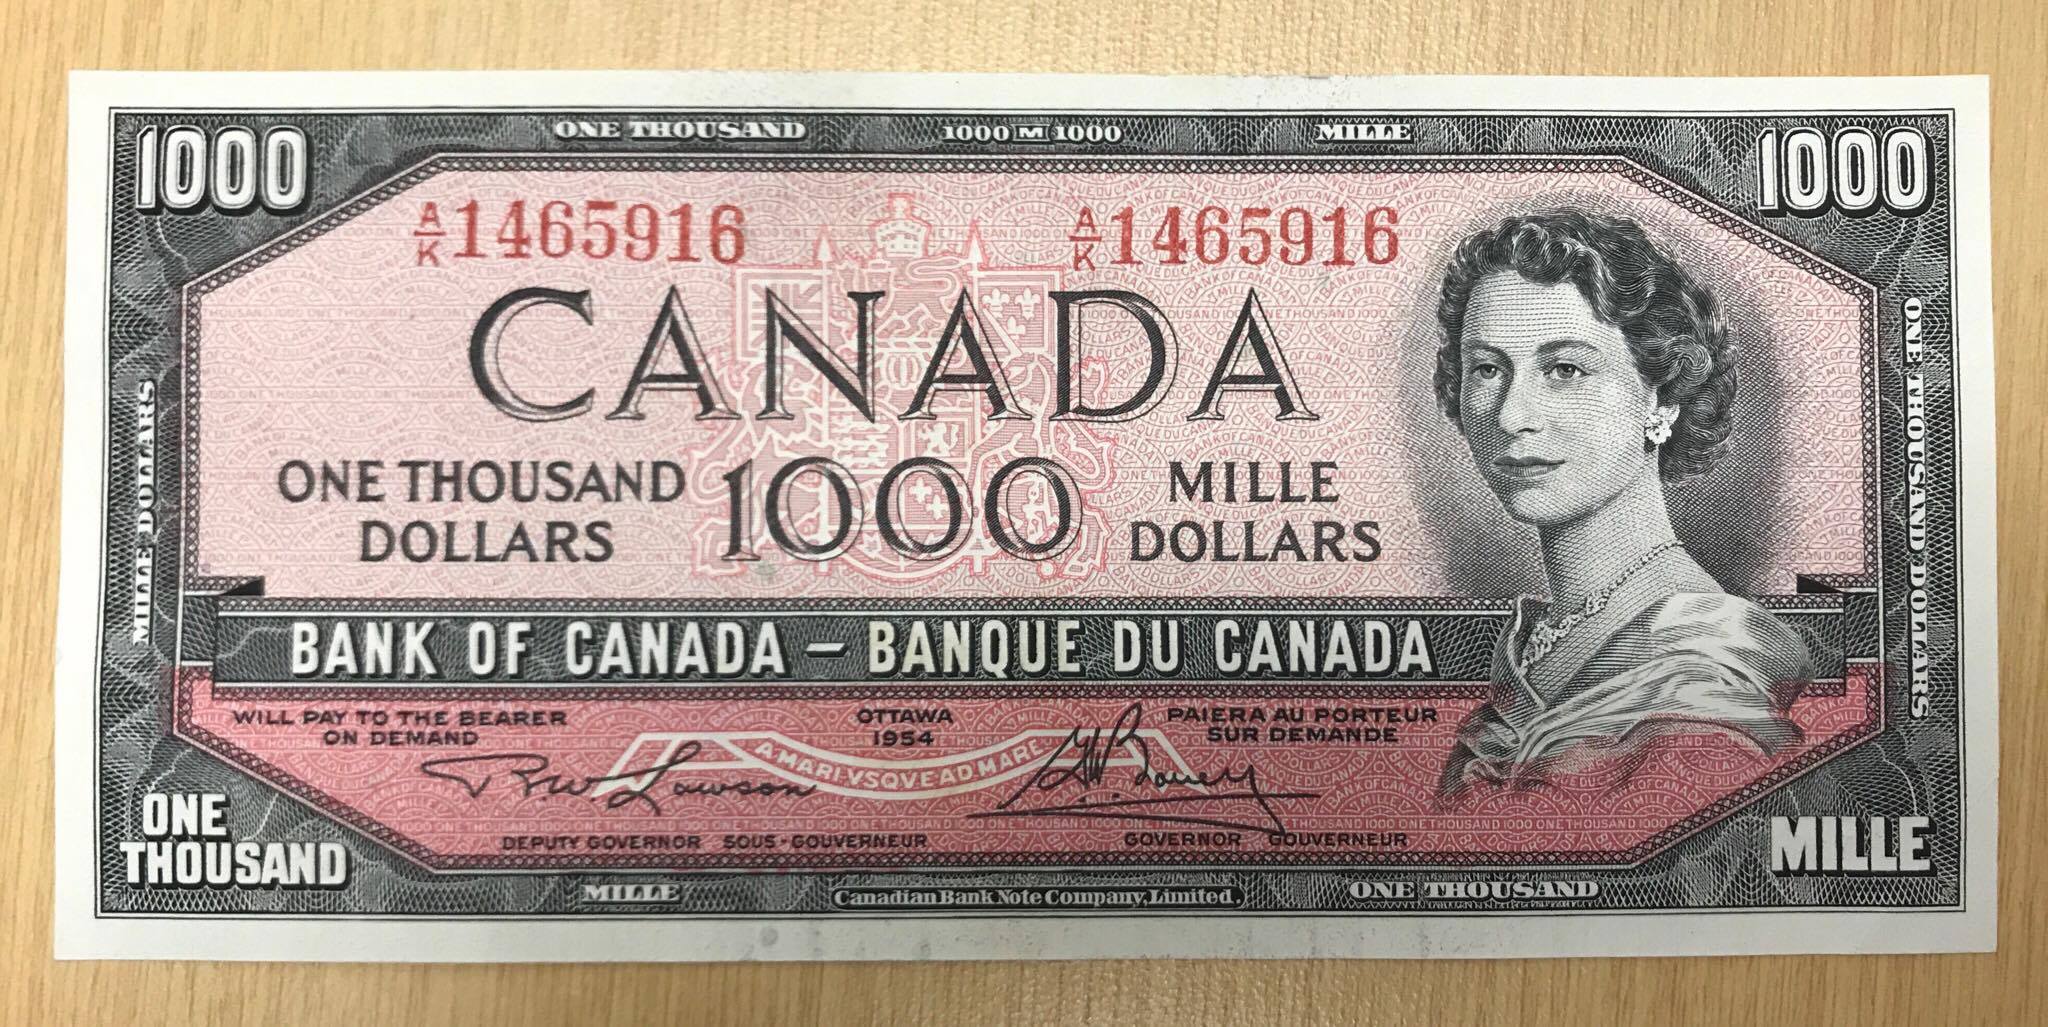 ONE THOUSAND 1000 M 1000 MILLE
1000 1000
A/K 1465916 A/K 1465916
CANADA
ONE THOUSAND 1000 MILLE
DOLLARS DOLLARS
MILLE DOLLARS
ONE THOUSAND DOLLARS
BANK OF CANADA – BANQUE DU CANADA
WILL PAY TO THE BEARER
ON DEMAND
OTTAWA
1954
PAIERA AU PORTEUR
SUR DEMANDE
A MARI VSQVE AD MARE
R.W. Lawson
G.K. Bouey
DEPUTY GOVERNOR SOUS-GOUVERNEUR
GOVERNOR GOUVERNEUR
ONE
THOUSAND
MILLE
MILLE Canadian Bank Note Company, Limited. ONE THOUSAND